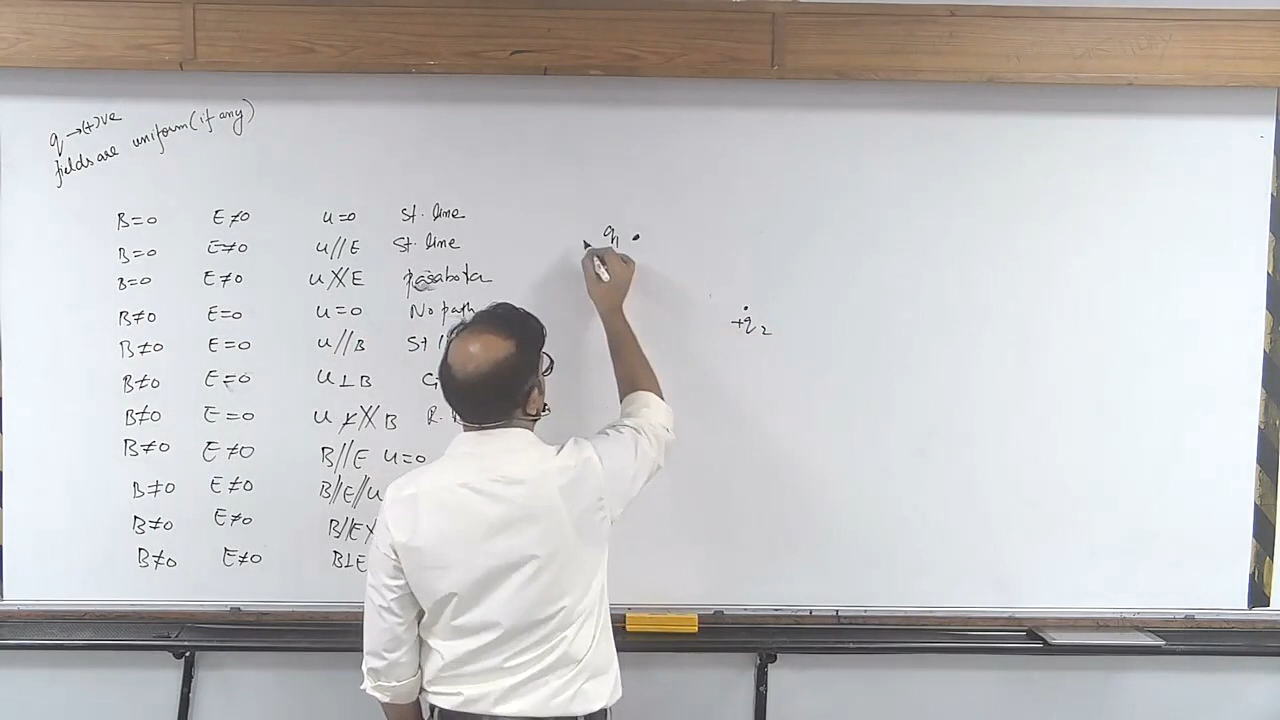 q → (+)ve
fields are uniform (if any)
B=0 E≠0 u=0 St. line
B=0 E≠0 u//E St. line
B=0 E≠0 u∦E parabola
B≠0 E=0 u=0 No path
B≠0 E=0 u//B St
B≠0 E=0 u⊥B
B≠0 E=0 u⊥̸∦B
B≠0 E≠0 B//E u=0
B≠0 E≠0 B//E//u
B≠0 E≠0 B//E
B≠0 E≠0 B⊥E
q1
+q2